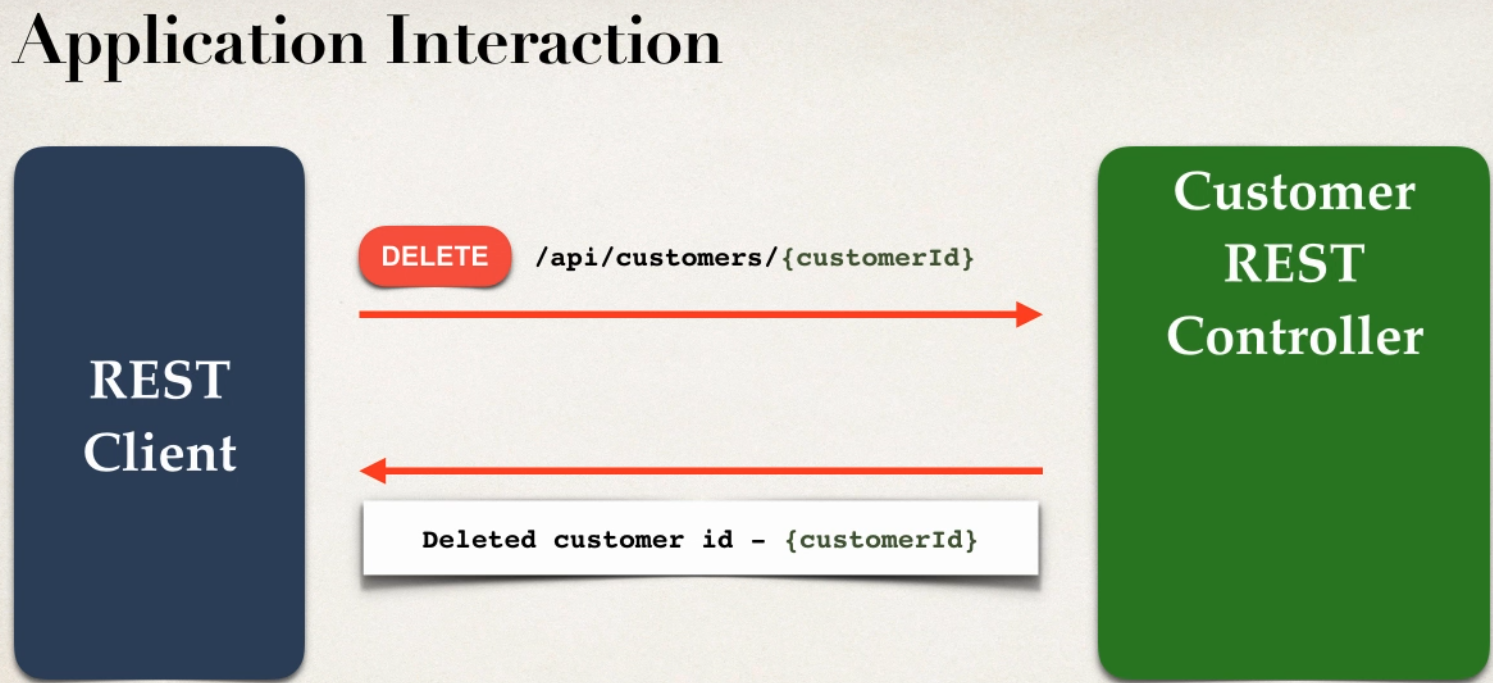 Application Interaction
REST
Client
DELETE /api/customers/{customerId}
Deleted customer id - {customerId}
Customer
REST
Controller